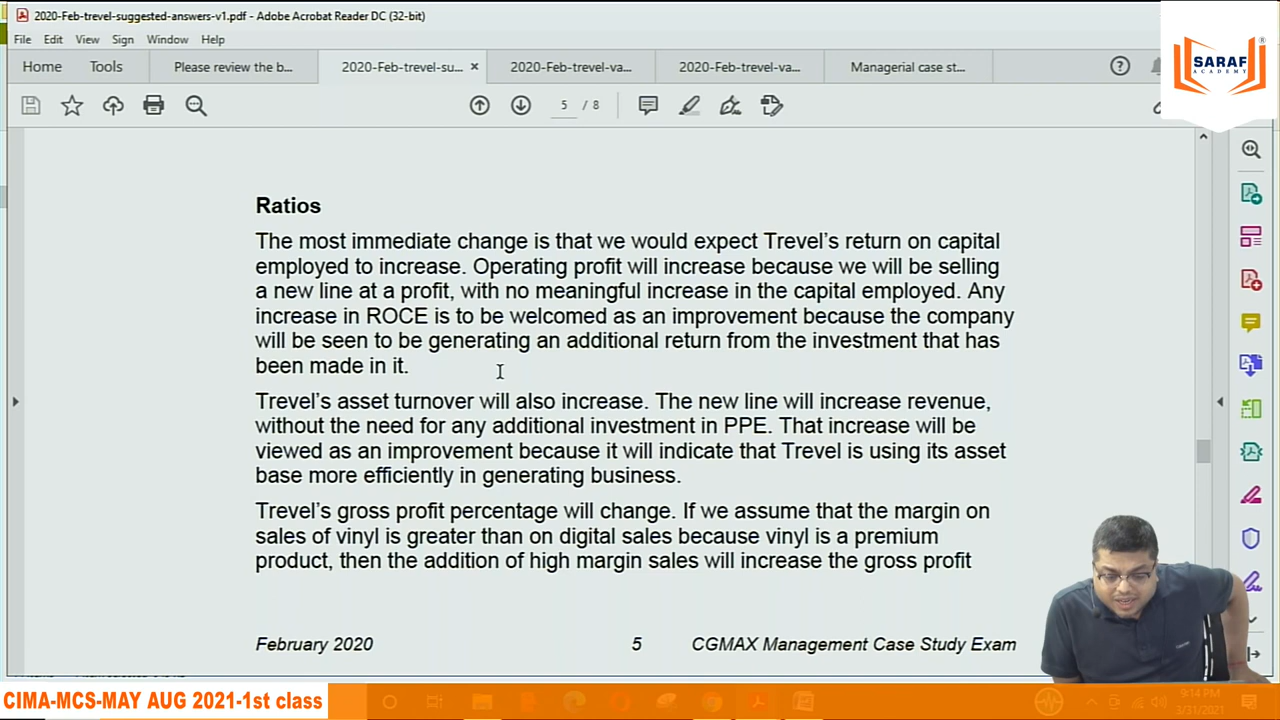 2020-Feb-trevel-suggested-answers-v1.pdf - Adobe Acrobat Reader DC (32-bit)
File Edit View Sign Window Help
Home Tools Please review the b... 2020-Feb-trevel-su... × 2020-Feb-trevel-va... 2020-Feb-trevel-va... Managerial case st...
SARAF
ACADEMY
5 / 8
Ratios
The most immediate change is that we would expect Trevel's return on capital
employed to increase. Operating profit will increase because we will be selling
a new line at a profit, with no meaningful increase in the capital employed. Any
increase in ROCE is to be welcomed as an improvement because the company
will be seen to be generating an additional return from the investment that has
been made in it.
Trevel's asset turnover will also increase. The new line will increase revenue,
without the need for any additional investment in PPE. That increase will be
viewed as an improvement because it will indicate that Trevel is using its asset
base more efficiently in generating business.
Trevel's gross profit percentage will change. If we assume that the margin on
sales of vinyl is greater than on digital sales because vinyl is a premium
product, then the addition of high margin sales will increase the gross profit
February 2020 5 CGMAX Management Case Study Exam
CIMA-MCS-MAY AUG 2021-1st class
9:14 PM
3/31/2021